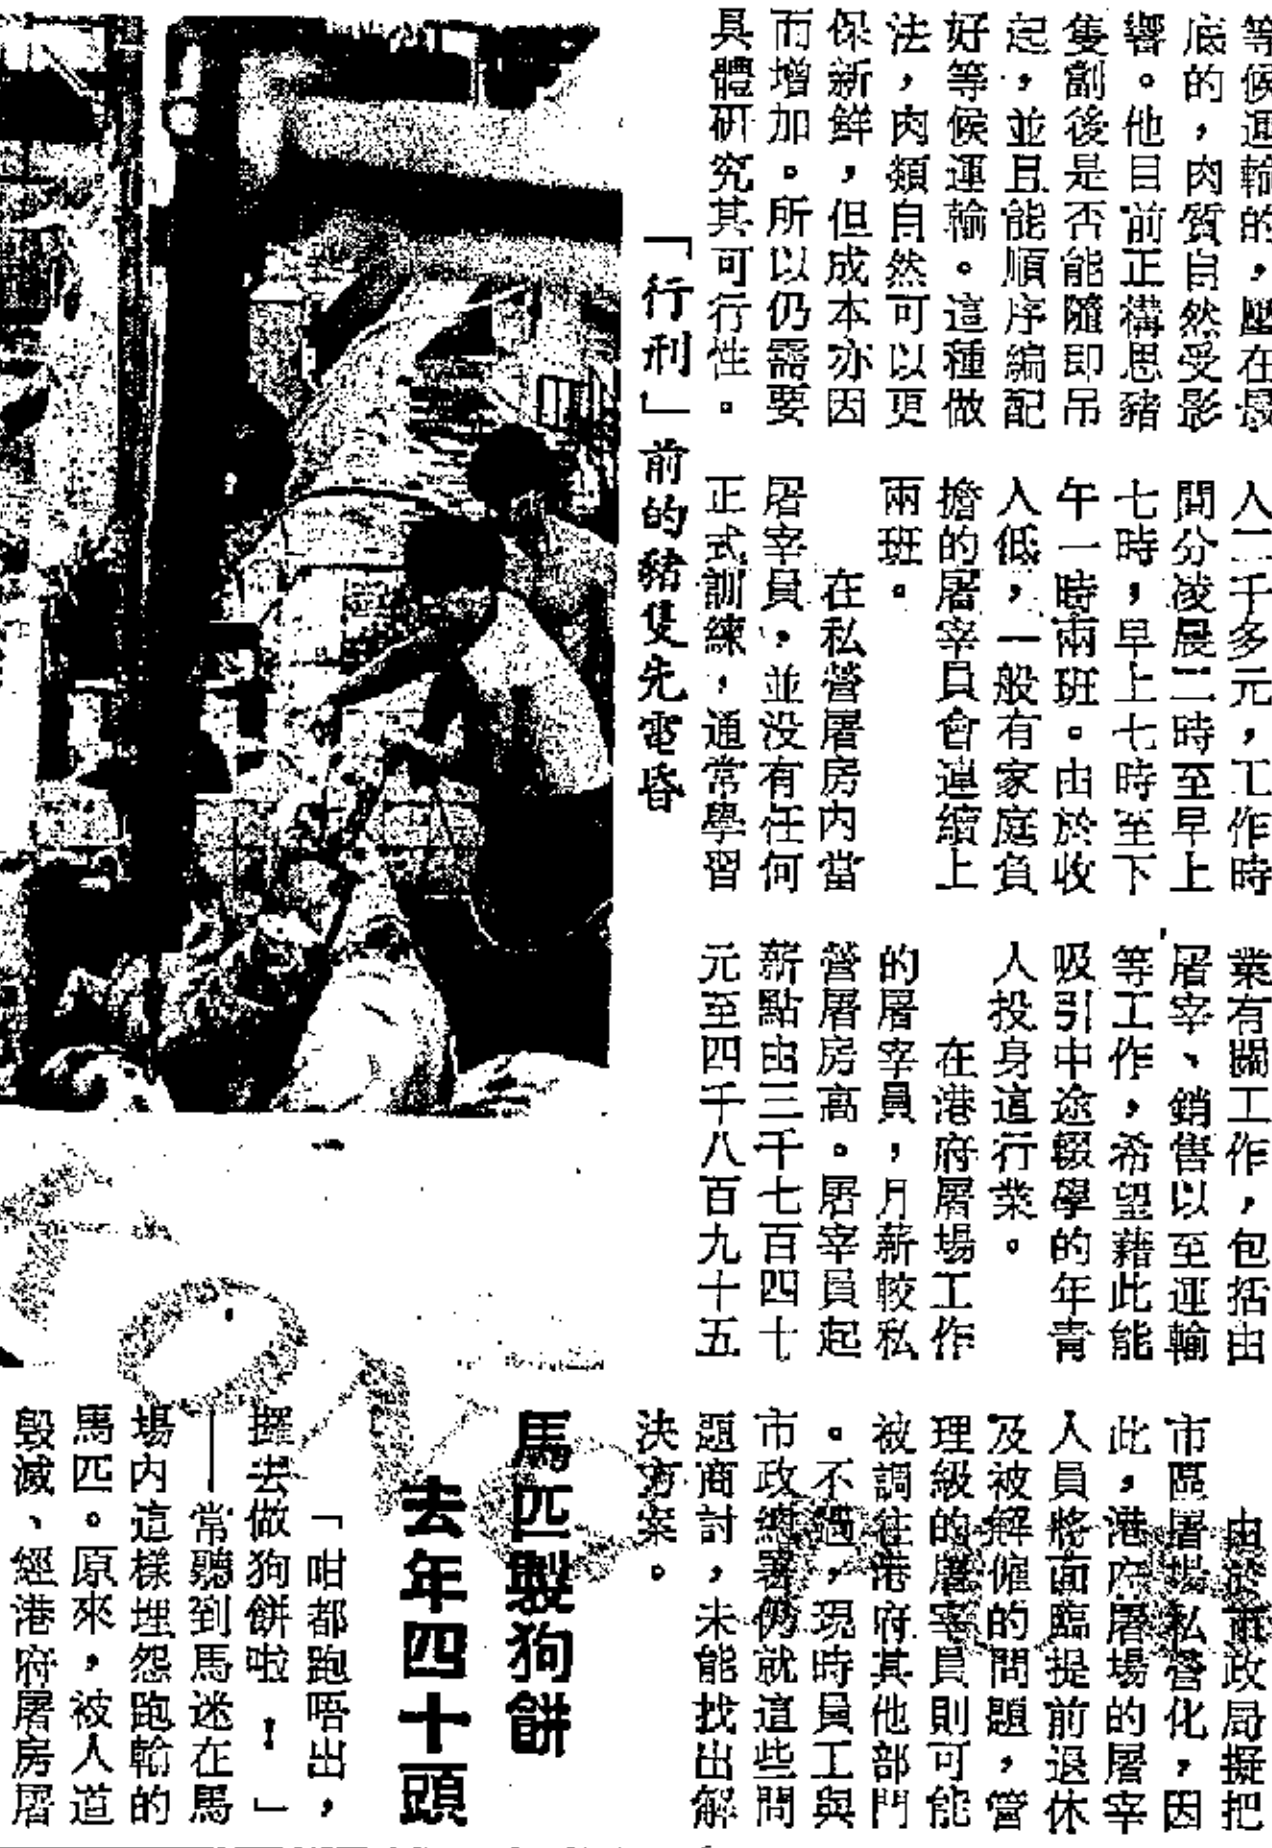 等候運輸的，壓在最
底的，肉質自然受影
響。他目前正構思豬
隻劏後是否能隨即吊
起，並且能順序編配
好等候運輸。這種做
法，肉類自然可以更
保新鮮，但成本亦因
而增加。所以仍需要
具體研究其可行性。
「行刑」前的豬隻先電昏
人二千多元，工作時
間分凌晨二時至早上
七時，早上七時至下
午一時兩班。由於收
入低，一般有家庭負
擔的屠宰員會連續上
兩班。
在私營屠房內當
屠宰員，並没有任何
正式訓練，通常學習
業有關工作，包括由
屠宰、銷售以至運輸
等工作，希望藉此能
吸引中途輟學的年青
人投身這行業。
在港府屠場工作
的屠宰員，月薪較私
營屠房高。屠宰員起
薪點由三千七百四十
元至四千八百九十五
由於市政局擬把
市區屠場私營化，因
此，港府屠場的屠宰
人員將面臨提前退休
及被解僱的問題，管
理級的屠宰員則可能
被調往港府其他部門
。不過，現時員工與
市政總署仍就這些問
題商討，未能找出解
決方案。
馬匹製狗餅
去年四十頭
「咁都跑唔出，
攞去做狗餅啦！」
——常聽到馬迷在馬
場内這樣埋怨跑輸的
馬匹。原來，被人道
毀滅、經港府屠房屠